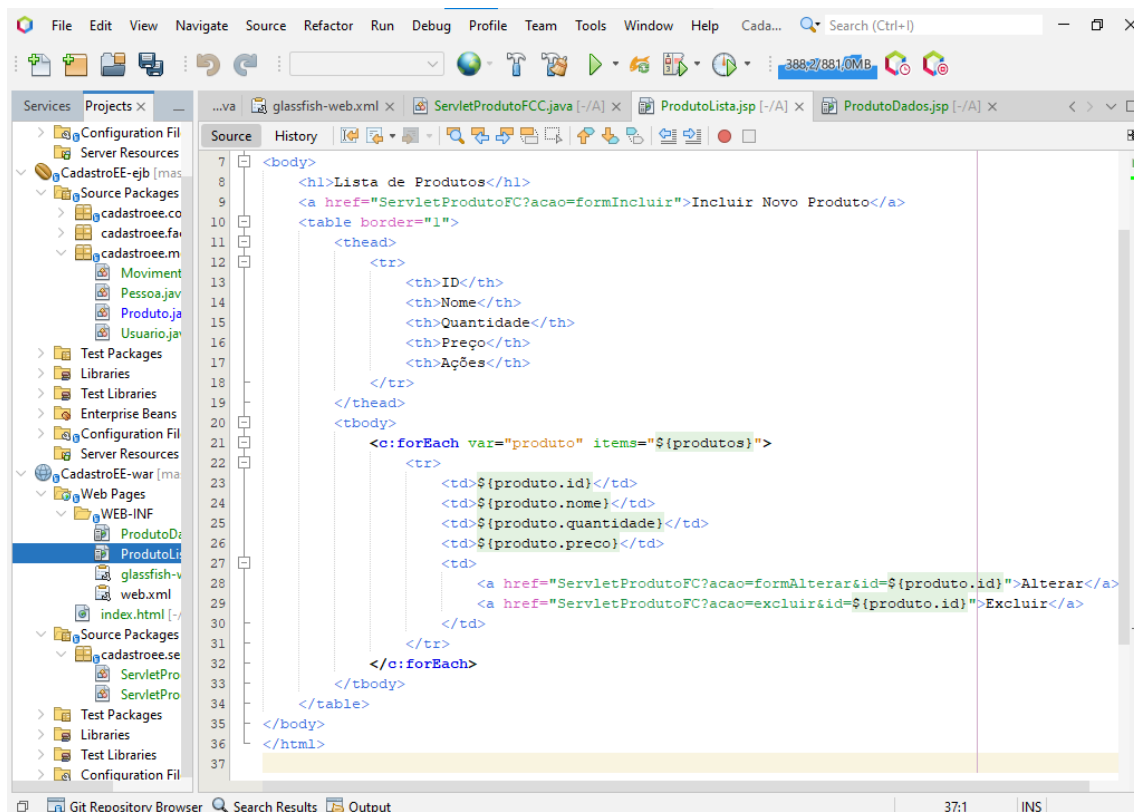 File Edit View Navigate Source Refactor Run Debug Profile Team Tools Window Help Cada... Search (Ctrl+I)
388,2/881,0MB
Services Projects ...va glassfish-web.xml ServletProdutoFCC.java [-/A] ProdutoLista.jsp [-/A] ProdutoDados.jsp [-/A]
Source History
Configuration Fil
Server Resources
CadastroEE-ejb [mas
Source Packages
cadastroee.co
cadastroee.fa
cadastroee.m
Moviment
Pessoa.jav
Produto.ja
Usuario.jav
Test Packages
Libraries
Test Libraries
Enterprise Beans
Configuration Fil
Server Resources
CadastroEE-war [ma
Web Pages
WEB-INF
ProdutoDa
ProdutoLis
glassfish-w
web.xml
index.html [-/
Source Packages
cadastroee.se
ServletPro
ServletPro
Test Packages
Libraries
Test Libraries
Configuration Fil
7 <body>
8 <h1>Lista de Produtos</h1>
9 <a href="ServletProdutoFC?acao=formIncluir">Incluir Novo Produto</a>
10 <table border="1">
11 <thead>
12 <tr>
13 <th>ID</th>
14 <th>Nome</th>
15 <th>Quantidade</th>
16 <th>Preço</th>
17 <th>Ações</th>
18 </tr>
19 </thead>
20 <tbody>
21 <c:forEach var="produto" items="${produtos}">
22 <tr>
23 <td>${produto.id}</td>
24 <td>${produto.nome}</td>
25 <td>${produto.quantidade}</td>
26 <td>${produto.preco}</td>
27 <td>
28 <a href="ServletProdutoFC?acao=formAlterar&id=${produto.id}">Alterar</a>
29 <a href="ServletProdutoFC?acao=excluir&id=${produto.id}">Excluir</a>
30 </td>
31 </tr>
32 </c:forEach>
33 </tbody>
34 </table>
35 </body>
36 </html>
37
Git Repository Browser Search Results Output 37:1 INS